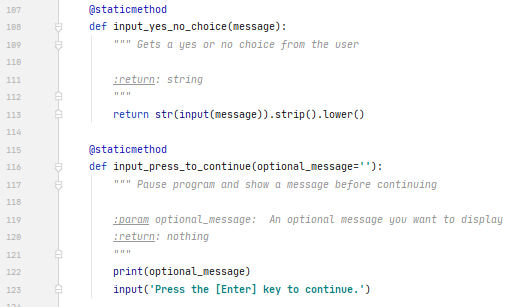 107 @staticmethod
108 def input_yes_no_choice(message):
109 """ Gets a yes or no choice from the user
110
111 :return: string
112 """
113 return str(input(message)).strip().lower()
114
115 @staticmethod
116 def input_press_to_continue(optional_message=''):
117 """ Pause program and show a message before continuing
118
119 :param optional_message:  An optional message you want to display
120 :return: nothing
121 """
122 print(optional_message)
123 input('Press the [Enter] key to continue.')